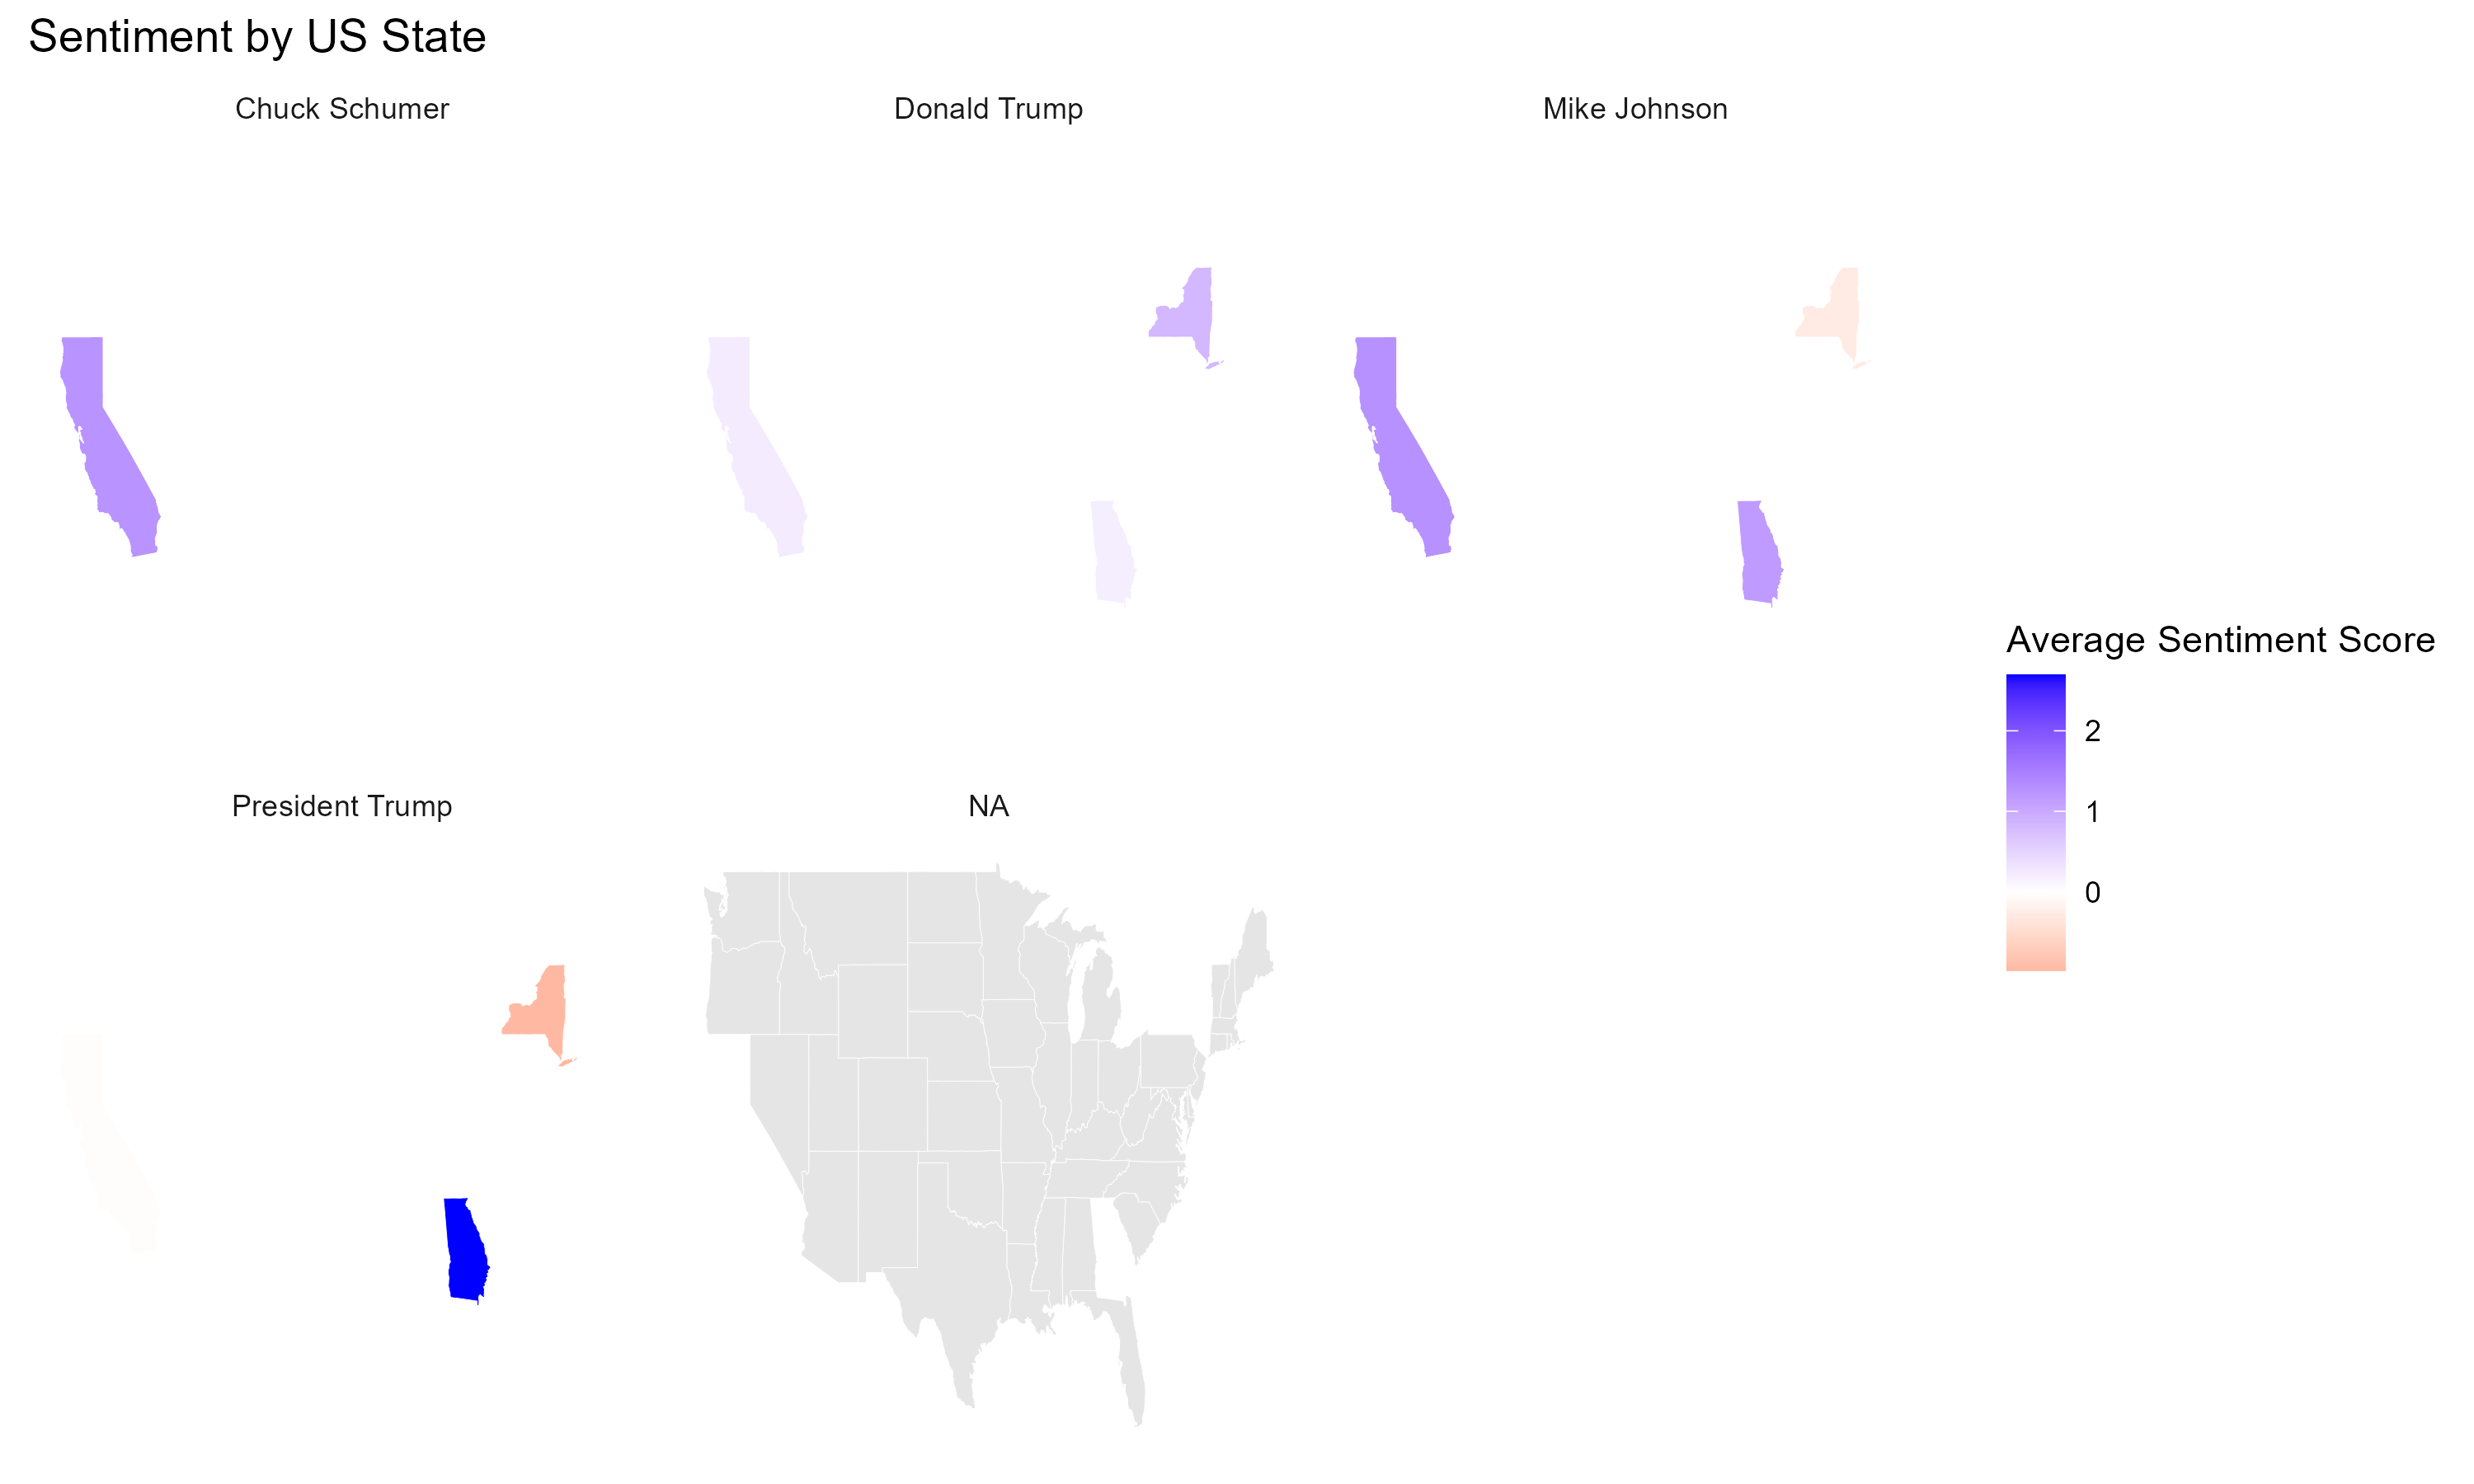 Sentiment by US State
Chuck Schumer
Donald Trump
Mike Johnson
Average Sentiment Score
2
1
0
President Trump
NA